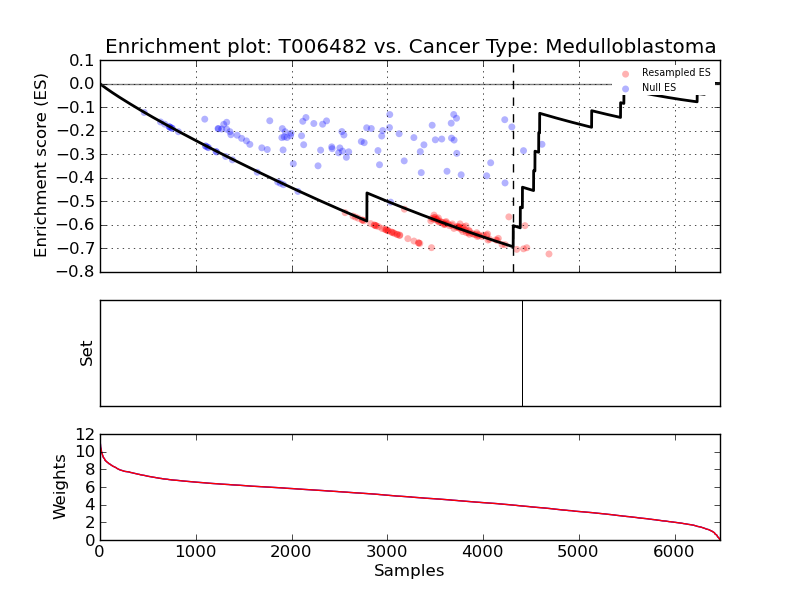 Enrichment plot: T006482 vs. Cancer Type: Medulloblastoma
Enrichment score (ES)
0.1
0.0
−0.1
−0.2
−0.3
−0.4
−0.5
−0.6
−0.7
−0.8
Resampled ES
Null ES
Set
Weights
12
10
8
6
4
2
0
0 1000 2000 3000 4000 5000 6000
Samples